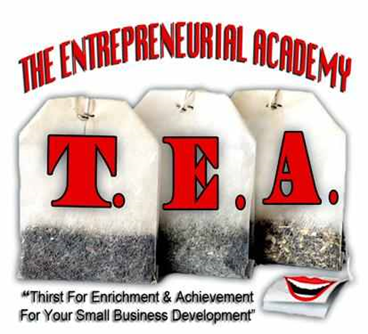 THE ENTREPRENEURIAL ACADEMY
T. E. A.
“Thirst For Enrichment & Achievement
For Your Small Business Development”